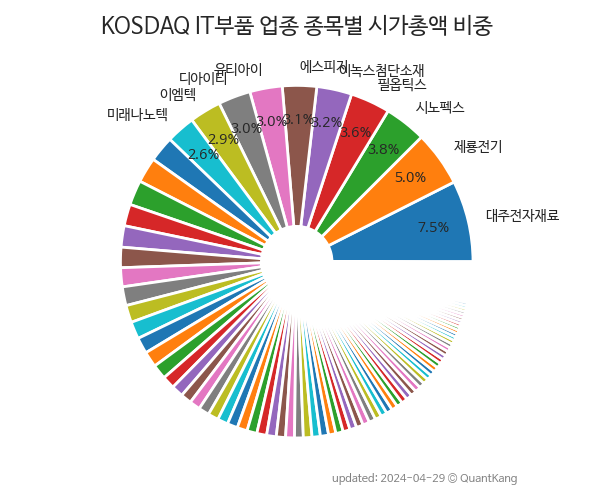 KOSDAQ IT부품 업종 종목별 시가총액 비중
대주전자재료
7.5%
제룡전기
5.0%
시노펙스
3.8%
필옵틱스
3.6%
이녹스첨단소재
3.2%
에스피지
3.1%
유티아이
3.0%
디아이티
3.0%
이엠텍
2.9%
미래나노텍
2.6%
updated: 2024-04-29 © QuantKang